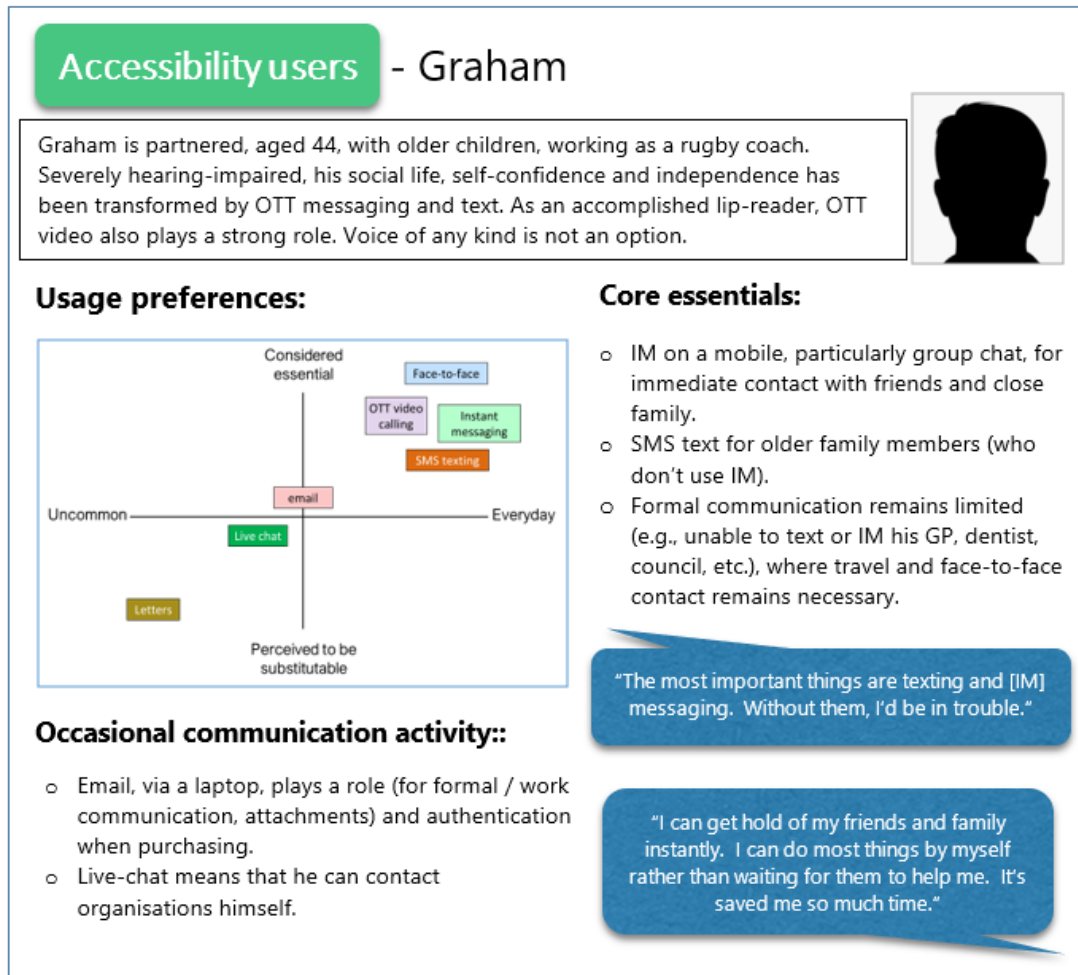 Accessibility users - Graham
Graham is partnered, aged 44, with older children, working as a rugby coach.
Severely hearing-impaired, his social life, self-confidence and independence has
been transformed by OTT messaging and text. As an accomplished lip-reader, OTT
video also plays a strong role. Voice of any kind is not an option.
Usage preferences:
Considered
essential
Face-to-face
OTT video
calling
Instant
messaging
SMS texting
email
Uncommon
Everyday
Live chat
Letters
Perceived to be
substitutable
Occasional communication activity::
o Email, via a laptop, plays a role (for formal / work
communication, attachments) and authentication
when purchasing.
o Live-chat means that he can contact
organisations himself.
Core essentials:
o IM on a mobile, particularly group chat, for
immediate contact with friends and close
family.
o SMS text for older family members (who
don't use IM).
o Formal communication remains limited
(e.g., unable to text or IM his GP, dentist,
council, etc.), where travel and face-to-face
contact remains necessary.
"The most important things are texting and [IM]
messaging. Without them, I'd be in trouble."
"I can get hold of my friends and family
instantly. I can do most things by myself
rather than waiting for them to help me. It's
saved me so much time."